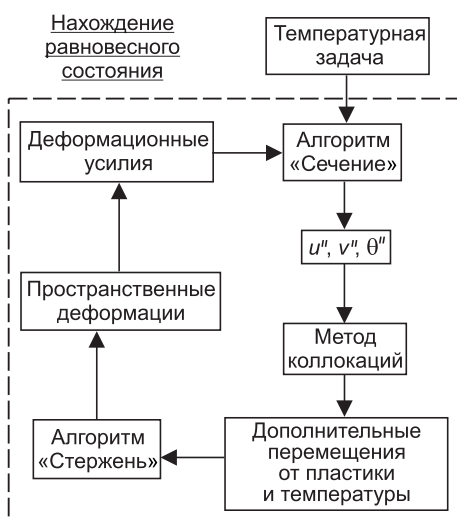 Нахождение
равновесного
состояния
Температурная
задача
Деформационные
усилия
Алгоритм
«Сечение»
u", v", θ"
Пространственные
деформации
Метод
коллокаций
Алгоритм
«Стержень»
Дополнительные
перемещения
от пластики
и температуры